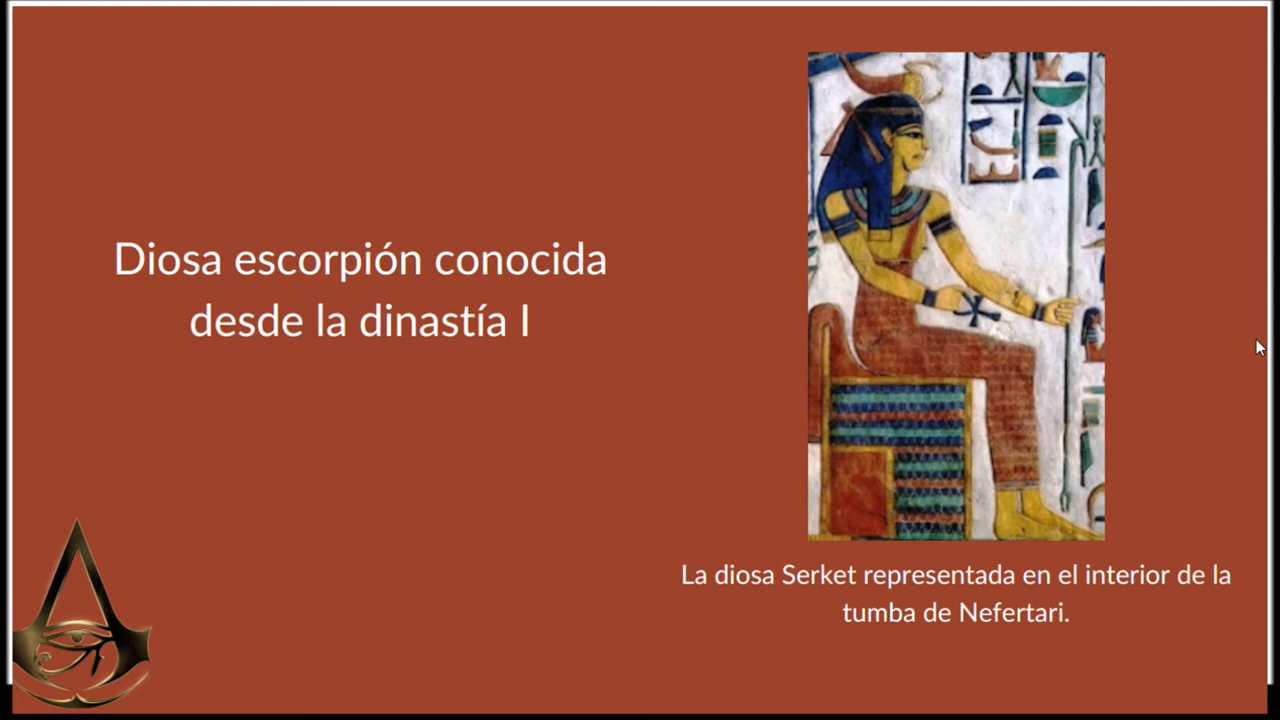 Diosa escorpión conocida
desde la dinastía I
La diosa Serket representada en el interior de la
tumba de Nefertari.